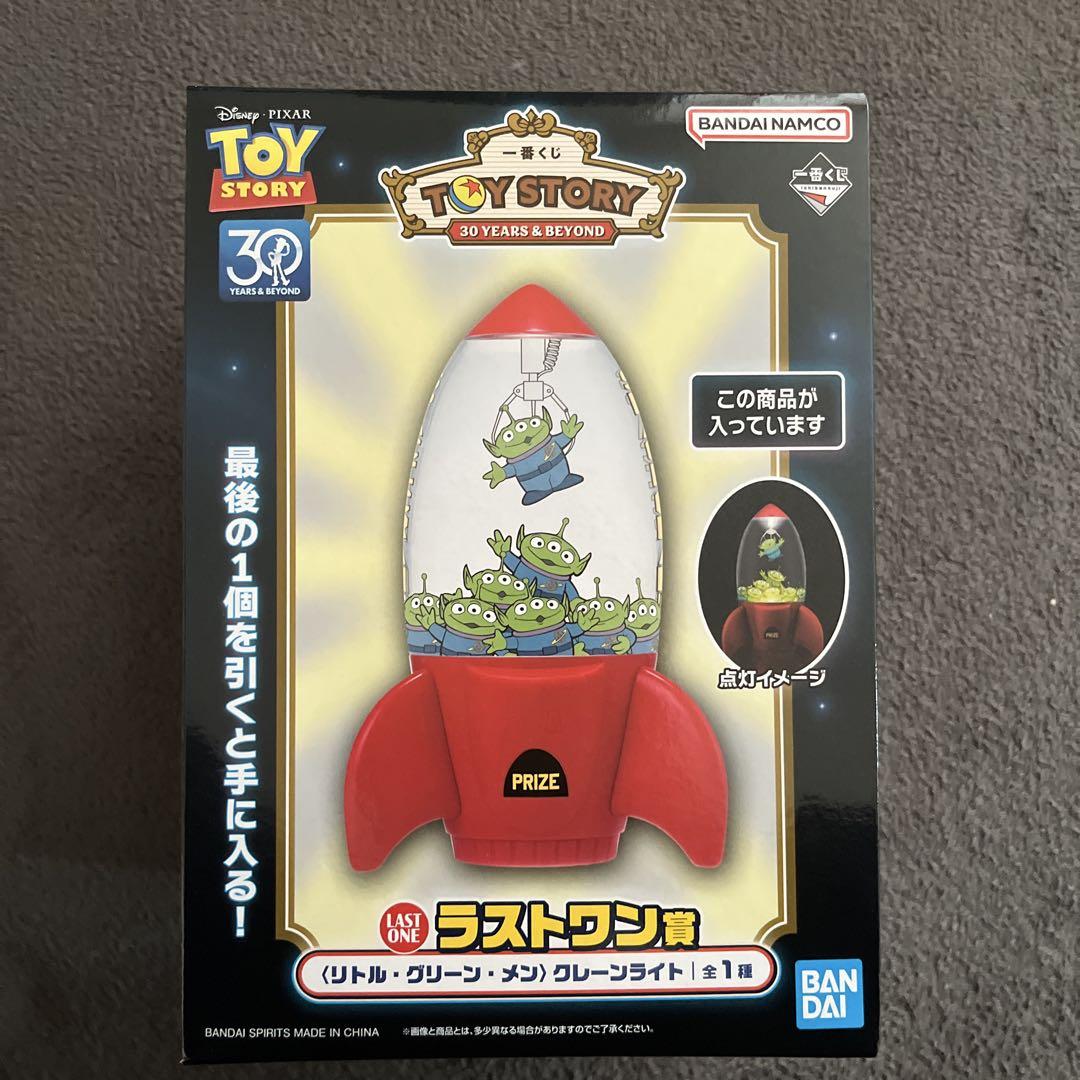 Disney・PIXAR
TOY
STORY
30
YEARS & BEYOND
一番くじ
TOY STORY
30 YEARS & BEYOND
BANDAI NAMCO
一番くじ
ICHIBANKUJI
この商品が
入っています
最後の1個を引くと手に入る!
PRIZE
点灯イメージ
PRIZE
LAST
ONE
ラストワン賞
〈リトル・グリーン・メン〉クレーンライト|全1種
BAN
DAI
BANDAI SPIRITS MADE IN CHINA
※画像と商品とは、多少異なる場合がありますのでご了承ください。